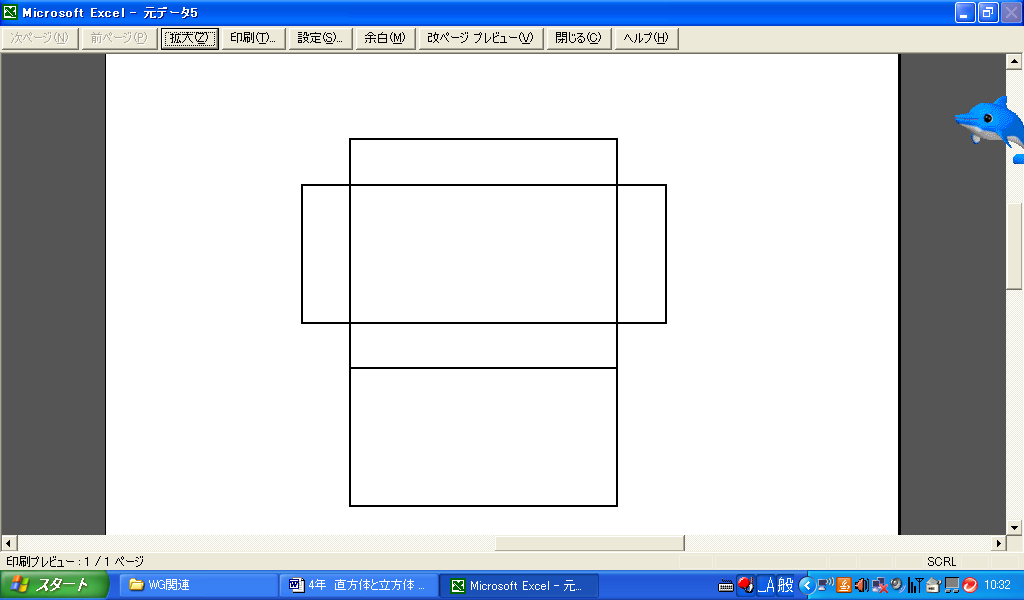 Microsoft Excel - 元データ5
次ページ(N) 前ページ(P) 拡大(Z) 印刷(T)... 設定(S)... 余白(M) 改ページ プレビュー(V) 閉じる(C) ヘルプ(H)
印刷プレビュー : 1 / 1 ページ SCRL
スタート WG関連 4年 直方体と立方体 ... Microsoft Excel - 元... A 般 10:32